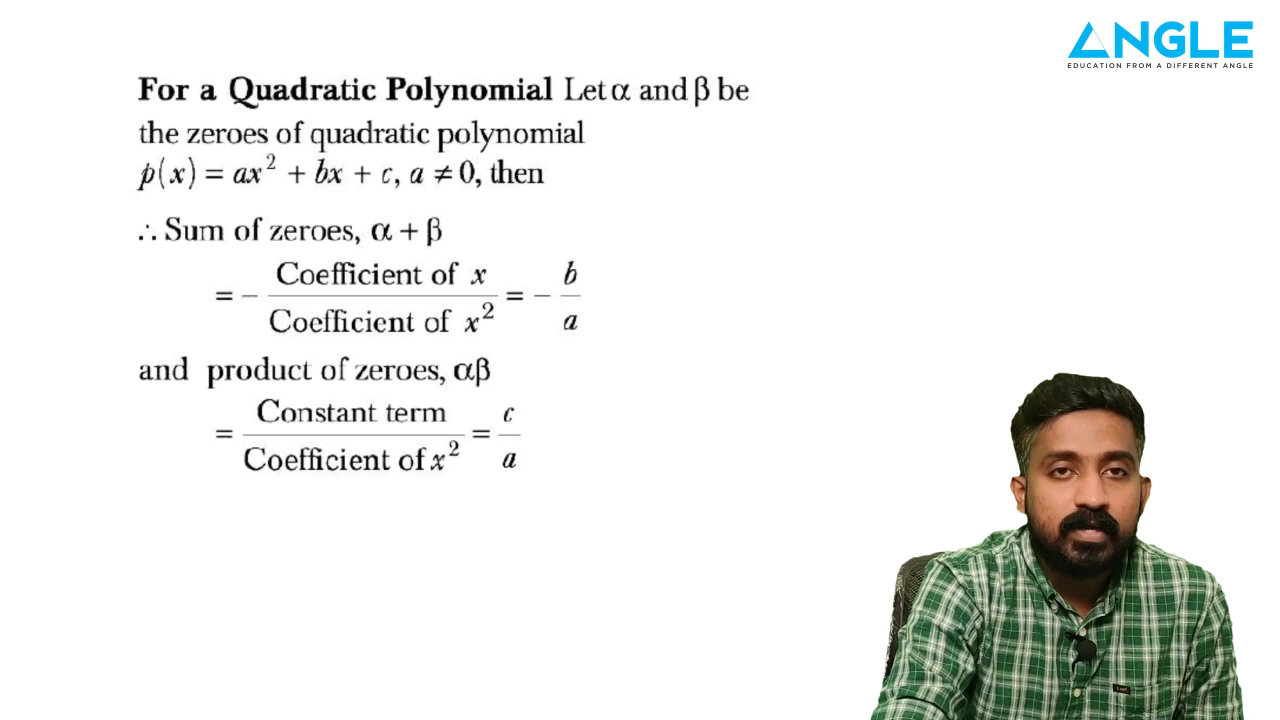 ANGLE
EDUCATION FROM A DIFFERENT ANGLE
For a Quadratic Polynomial Let α and β be
the zeroes of quadratic polynomial
p(x) = ax² + bx + c, a ≠ 0, then
∴ Sum of zeroes, α + β
= − Coefficient of x / Coefficient of x² = − b / a
and product of zeroes, αβ
= Constant term / Coefficient of x² = c / a